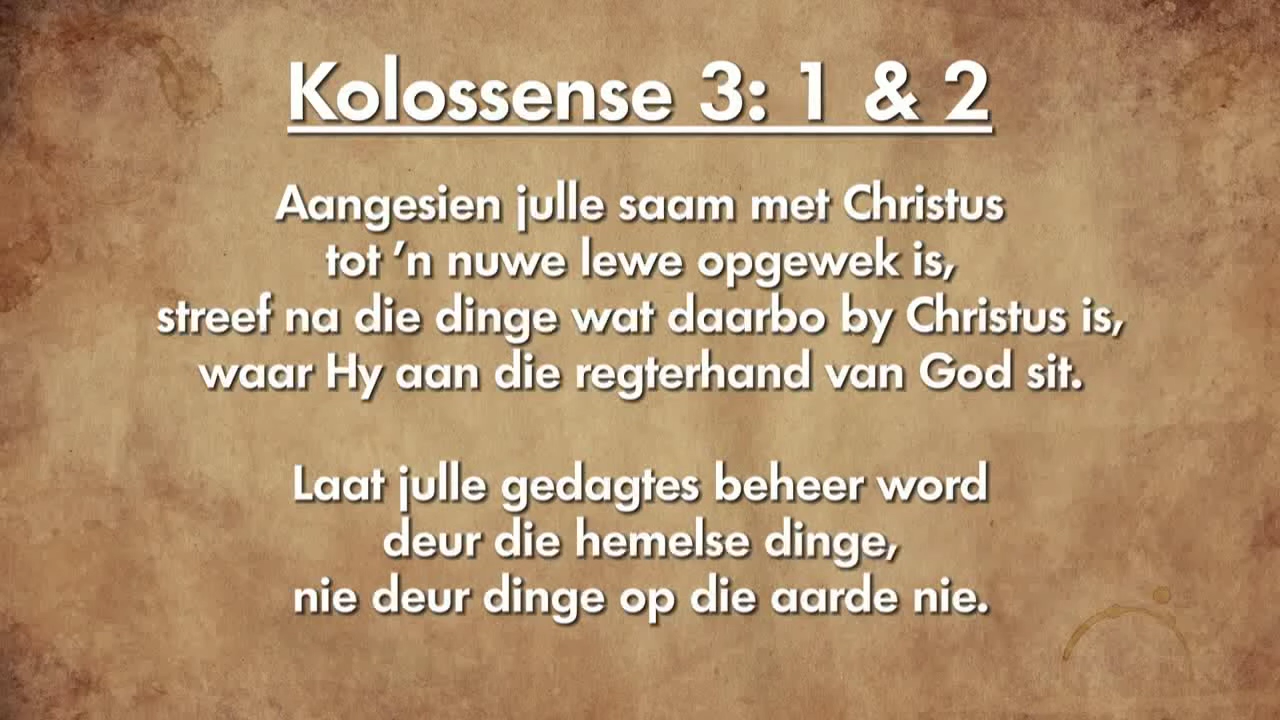 Kolossense 3: 1 & 2
Aangesien julle saam met Christus
tot ’n nuwe lewe opgewek is,
streef na die dinge wat daarbo by Christus is,
waar Hy aan die regterhand van God sit.
Laat julle gedagtes beheer word
deur die hemelse dinge,
nie deur dinge op die aarde nie.